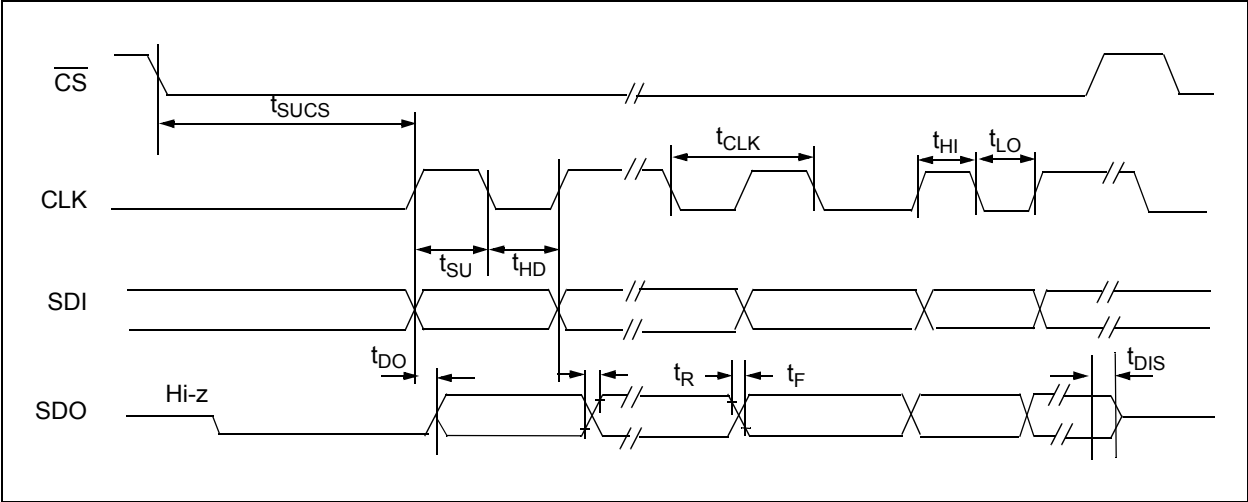 CS
tSUCS
tCLK
tHI
tLO
CLK
tSU
tHD
SDI
tDO
tR
tF
tDIS
Hi-z
SDO